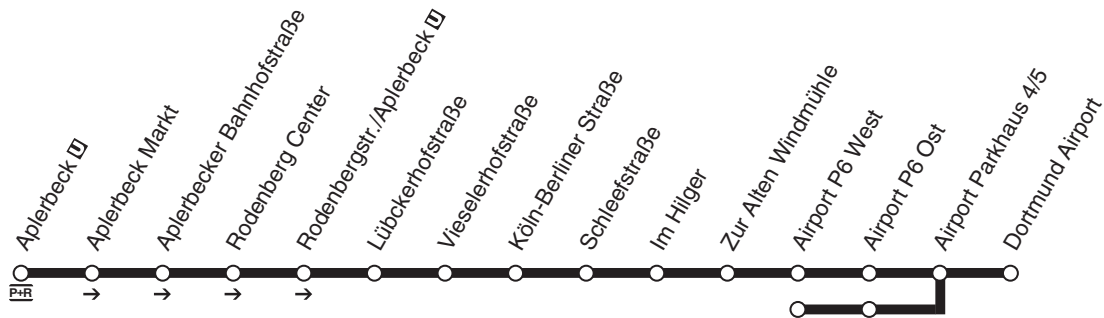 Aplerbeck U
Aplerbeck Markt
Aplerbecker Bahnhofstraße
Rodenberg Center
Rodenbergstr./Aplerbeck U
Lübckerhofstraße
Vieselerhofstraße
Köln-Berliner Straße
Schleefstraße
Im Hilger
Zur Alten Windmühle
Airport P6 West
Airport P6 Ost
Airport Parkhaus 4/5
Dortmund Airport
P+R